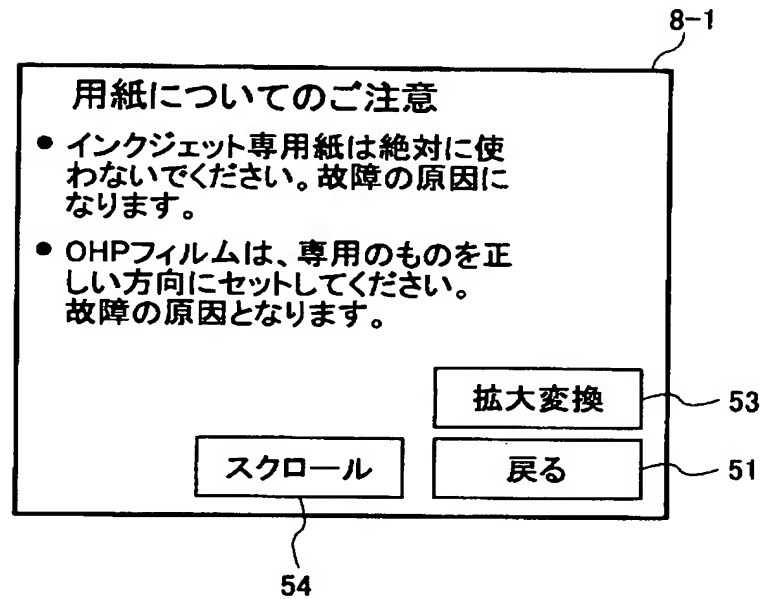 8-1
用紙についてのご注意
● インクジェット専用紙は絶対に使
わないでください。故障の原因に
なります。
● OHPフィルムは、専用のものを正
しい方向にセットしてください。
故障の原因となります。
拡大変換
53
スクロール
戻る
51
54